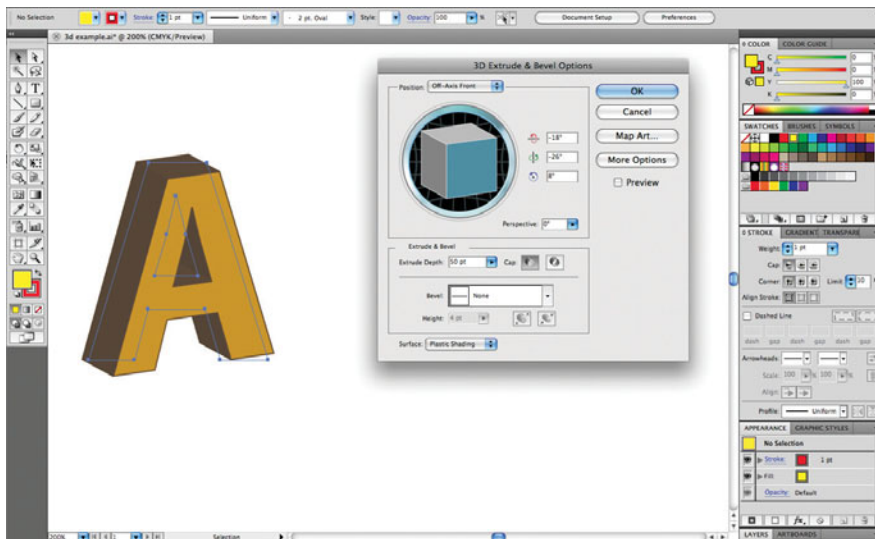 No Selection Stroke: 1 pt Uniform 2 pt. Oval Style: Opacity: 100 % Document Setup Preferences
3d example.ai* @ 200% (CMYK/Preview)
3D Extrude & Bevel Options
Position: Off-Axis Front
-18°
-26°
8°
Perspective: 0°
Extrude & Bevel
Extrude Depth: 50 pt Cap:
Bevel: None
Height: 4 pt
Surface: Plastic Shading
OK
Cancel
Map Art...
More Options
Preview
A
COLOR COLOR GUIDE
C 0
M 0
Y 100
K 0
SWATCHES BRUSHES SYMBOLS
STROKE GRADIENT TRANSPARE
Weight: 1 pt
Cap:
Corner: Limit: 10
Align Stroke:
Dashed Line
dash gap dash gap dash gap
Arrowheads:
Scale: 100 % 100 %
Align:
Profile: Uniform
APPEARANCE GRAPHIC STYLES
No Selection
Stroke: 1 pt
Fill
Opacity: Default
LAYERS ARTBOARDS
200% 1 Selection